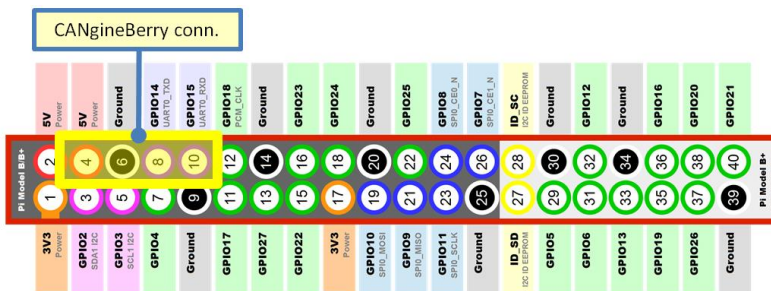 CANgineBerry conn.
5V
Power
5V
Power
Ground
GPIO14
UART0_TXD
GPIO15
UART0_RXD
GPIO18
PCM_CLK
Ground
GPIO23
GPIO24
Ground
GPIO25
GPIO8
SPI0_CE0_N
GPIO7
SPI0_CE1_N
ID_SC
I2C ID EEPROM
GPIO12
Ground
GPIO16
GPIO20
GPIO21
Ground
Pi Model B/B+
2 4 6 8 10 12 14 16 18 20 22 24 26 28 30 32 34 36 38 40
1 3 5 7 9 11 13 15 17 19 21 23 25 27 29 31 33 35 37 39
Pi Model B+
3V3
Power
GPIO2
SDA1 I2C
GPIO3
SCL1 I2C
GPIO4
Ground
GPIO17
GPIO27
GPIO22
3V3
Power
GPIO10
SPI0_MOSI
GPIO9
SPI0_MISO
GPIO11
SPI0_SCLK
Ground
ID_SD
I2C ID EEPROM
GPIO5
GPIO6
GPIO13
GPIO19
GPIO26
Ground